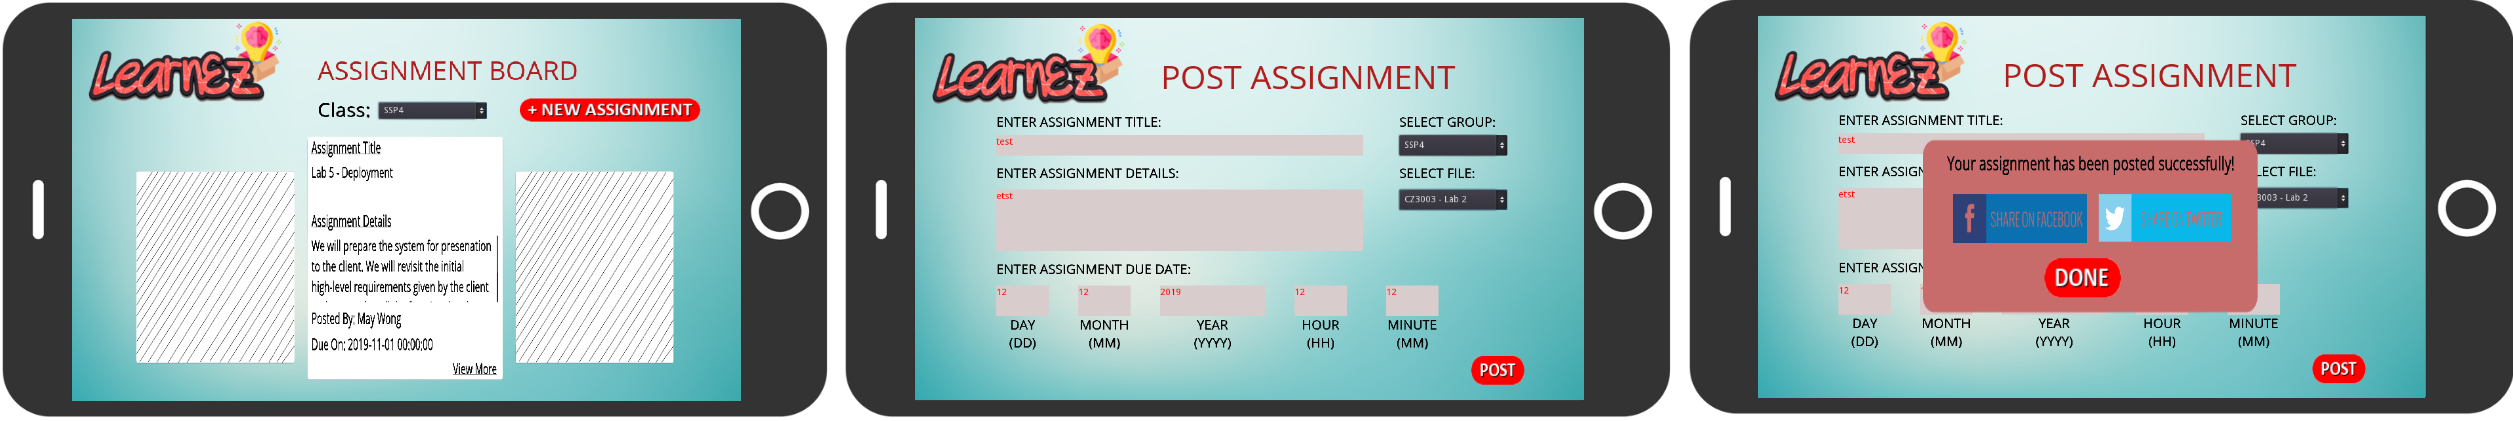 LearnEz
ASSIGNMENT BOARD
Class:
SSP4
+ NEW ASSIGNMENT
Assignment Title
Lab 5 - Deployment
Assignment Details
We will prepare the system for presenation
to the client. We will revisit the initial
high-level requirements given by the client
Posted By: May Wong
Due On: 2019-11-01 00:00:00
View More
LearnEz
POST ASSIGNMENT
ENTER ASSIGNMENT TITLE:
test
SELECT GROUP:
SSP4
ENTER ASSIGNMENT DETAILS:
etst
SELECT FILE:
CZ3003 - Lab 2
ENTER ASSIGNMENT DUE DATE:
12 12 2019 12 12
DAY MONTH YEAR HOUR MINUTE
(DD) (MM) (YYYY) (HH) (MM)
POST
LearnEz
POST ASSIGNMENT
ENTER ASSIGNMENT TITLE:
test
SELECT GROUP:
SP4
Your assignment has been posted successfully!
ENTER ASSIGN
etst
LECT FILE:
3003 - Lab 2
SHARE ON FACEBOOK
SHARE ON TWITTER
DONE
ENTER ASSIGN
12
DAY MONTH YEAR HOUR MINUTE
(DD) (MM) (YYYY) (HH) (MM)
POST